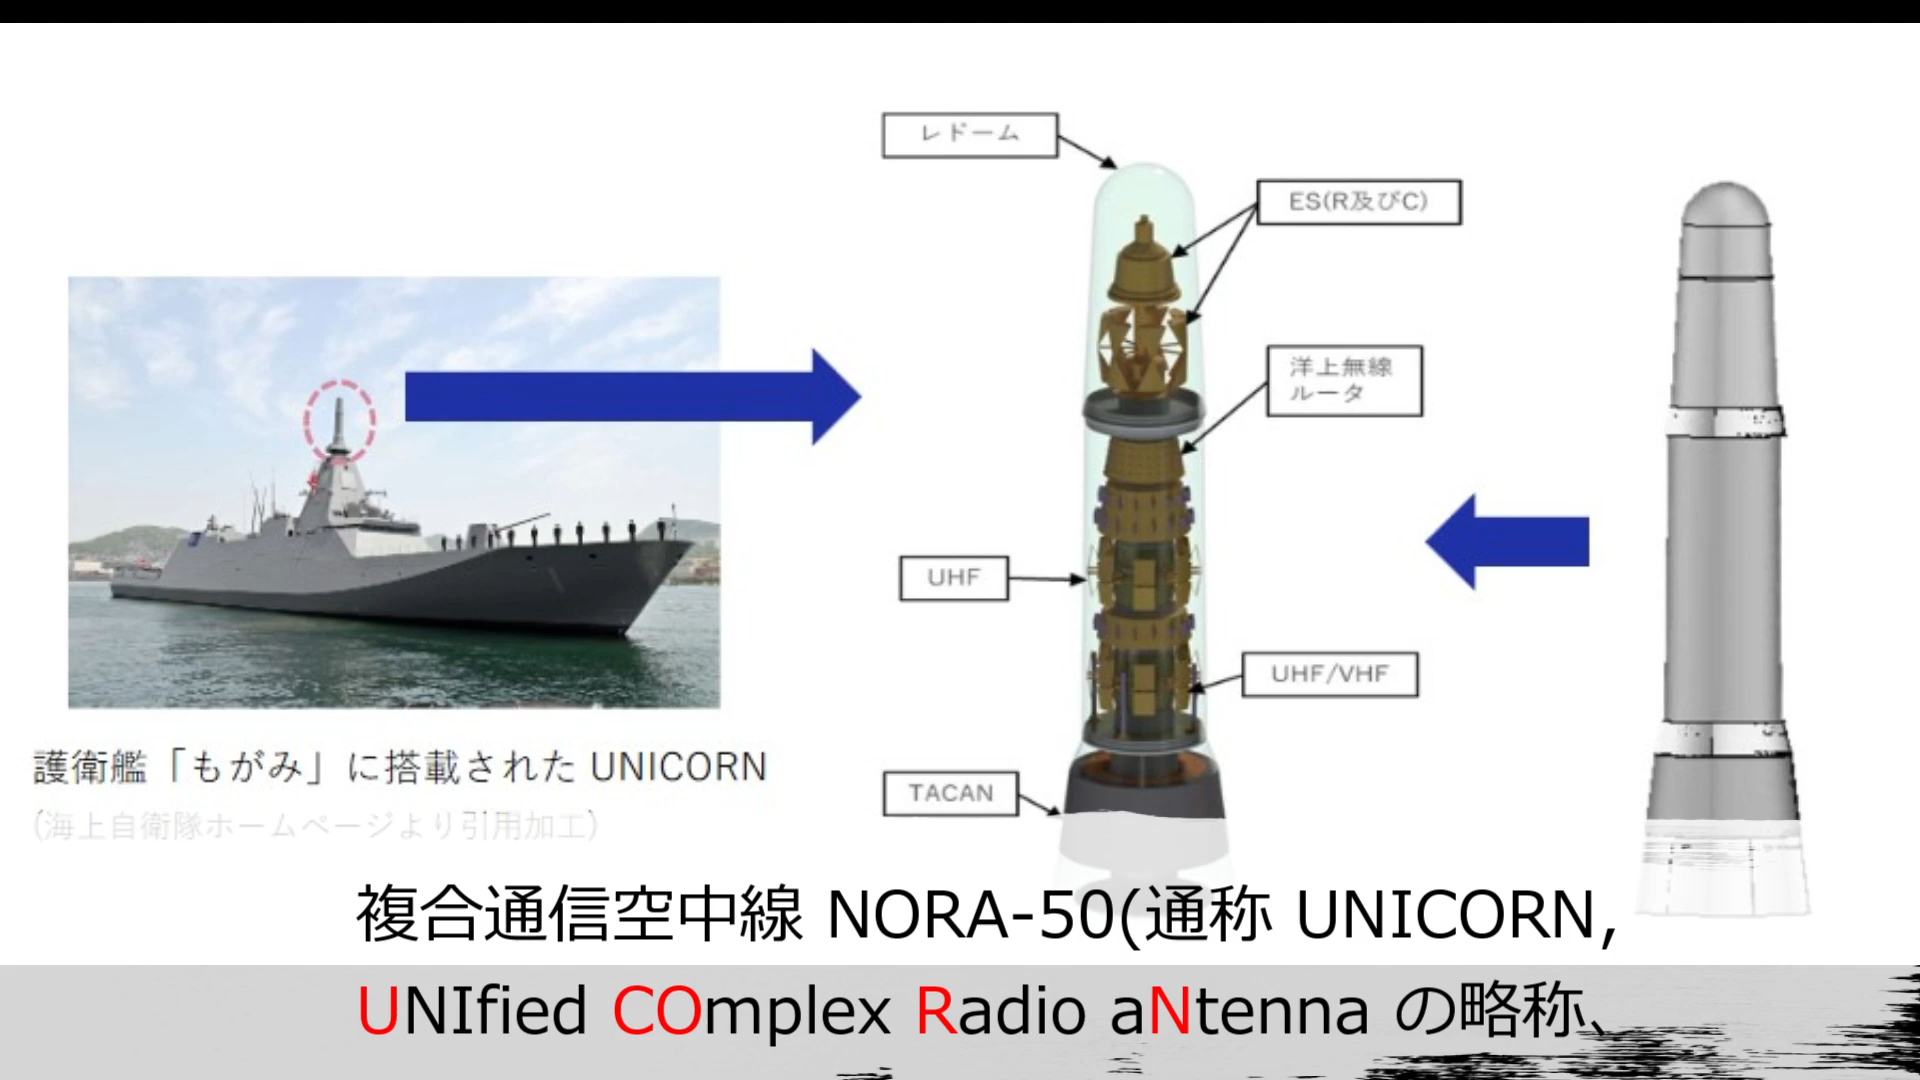 レドーム
ES(R及びC)
洋上無線
ルータ
UHF
UHF/VHF
TACAN
護衛艦「もがみ」に搭載された UNICORN
(海上自衛隊ホームページより引用加工)
複合通信空中線 NORA-50(通称 UNICORN,
UNIfied COmplex Radio aNtenna の略称、